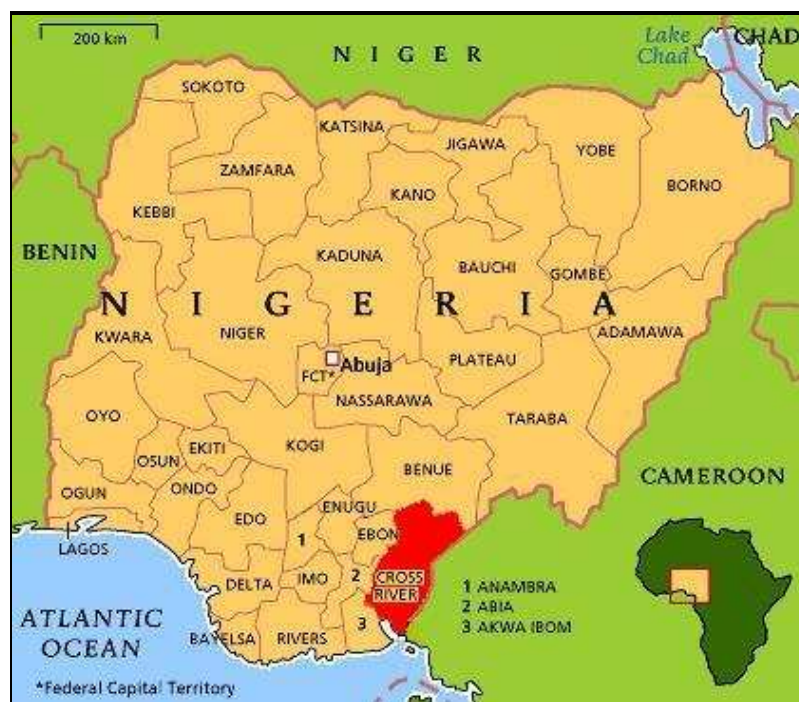 200 km
NIGER
Lake
Chad
CHAD
SOKOTO
KATSINA
JIGAWA
YOBE
ZAMFARA
BORNO
KANO
KEBBI
BENIN
KADUNA
BAUCHI
GOMBE
NIGERIA
KWARA
NIGER
ADAMAWA
Abuja
FCT*
PLATEAU
NASSARAWA
OYO
TARABA
EKITI
KOGI
OSUN
BENUE
CAMEROON
OGUN
ONDO
ENUGU
EDO
EBON
1
LAGOS
DELTA
IMO
2
CROSS
RIVER
1 ANAMBRA
2 ABIA
3 AKWA IBOM
ATLANTIC
OCEAN
BAYELSA
RIVERS
3
*Federal Capital Territory